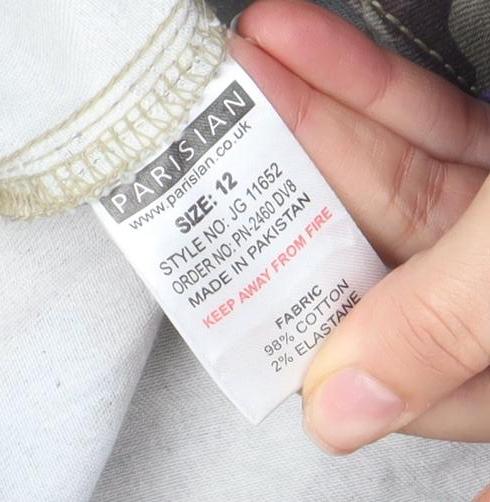 PARISIAN
www.parisian.co.uk
SIZE: 12
STYLE NO: JG 11652
ORDER NO: PN-2460 DV8
MADE IN PAKISTAN
KEEP AWAY FROM FIRE
FABRIC
98% COTTON
2% ELASTANE